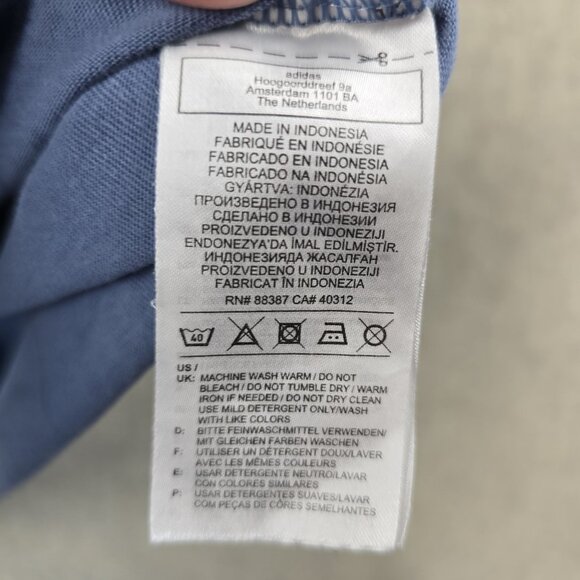 adidas
Hoogoorddreef 9a
Amsterdam 1101 BA
The Netherlands
MADE IN INDONESIA
FABRIQUÉ EN INDONÉSIE
FABRICADO EN INDONESIA
FABRICADO NA INDONÉSIA
GYÁRTVA: INDONÉZIA
ПРОИЗВЕДЕНО В ИНДОНЕЗИЯ
СДЕЛАНО В ИНДОНЕЗИИ
PROIZVEDENO U INDONEZIJI
ENDONEZYA'DA İMAL EDİLMİŞTİR.
ИНДОНЕЗИЯДА ЖАСАЛҒАН
PROIZVEDENO U INDONEZIJI
FABRICAT ÎN INDONEZIA
RN# 88387 CA# 40312
40
US /
UK: MACHINE WASH WARM / DO NOT
BLEACH / DO NOT TUMBLE DRY / WARM
IRON IF NEEDED / DO NOT DRY CLEAN
USE MILD DETERGENT ONLY/WASH
WITH LIKE COLORS
D: BITTE FEINWASCHMITTEL VERWENDEN/
MIT GLEICHEN FARBEN WASCHEN
F: UTILISER UN DÉTERGENT DOUX/LAVER
AVEC LES MÊMES COULEURS
E: USAR DETERGENTE NEUTRO/LAVAR
CON COLORES SIMILARES
P: USAR DETERGENTES SUAVES/LAVAR
COM PEÇAS DE CÔRES SEMELHANTES